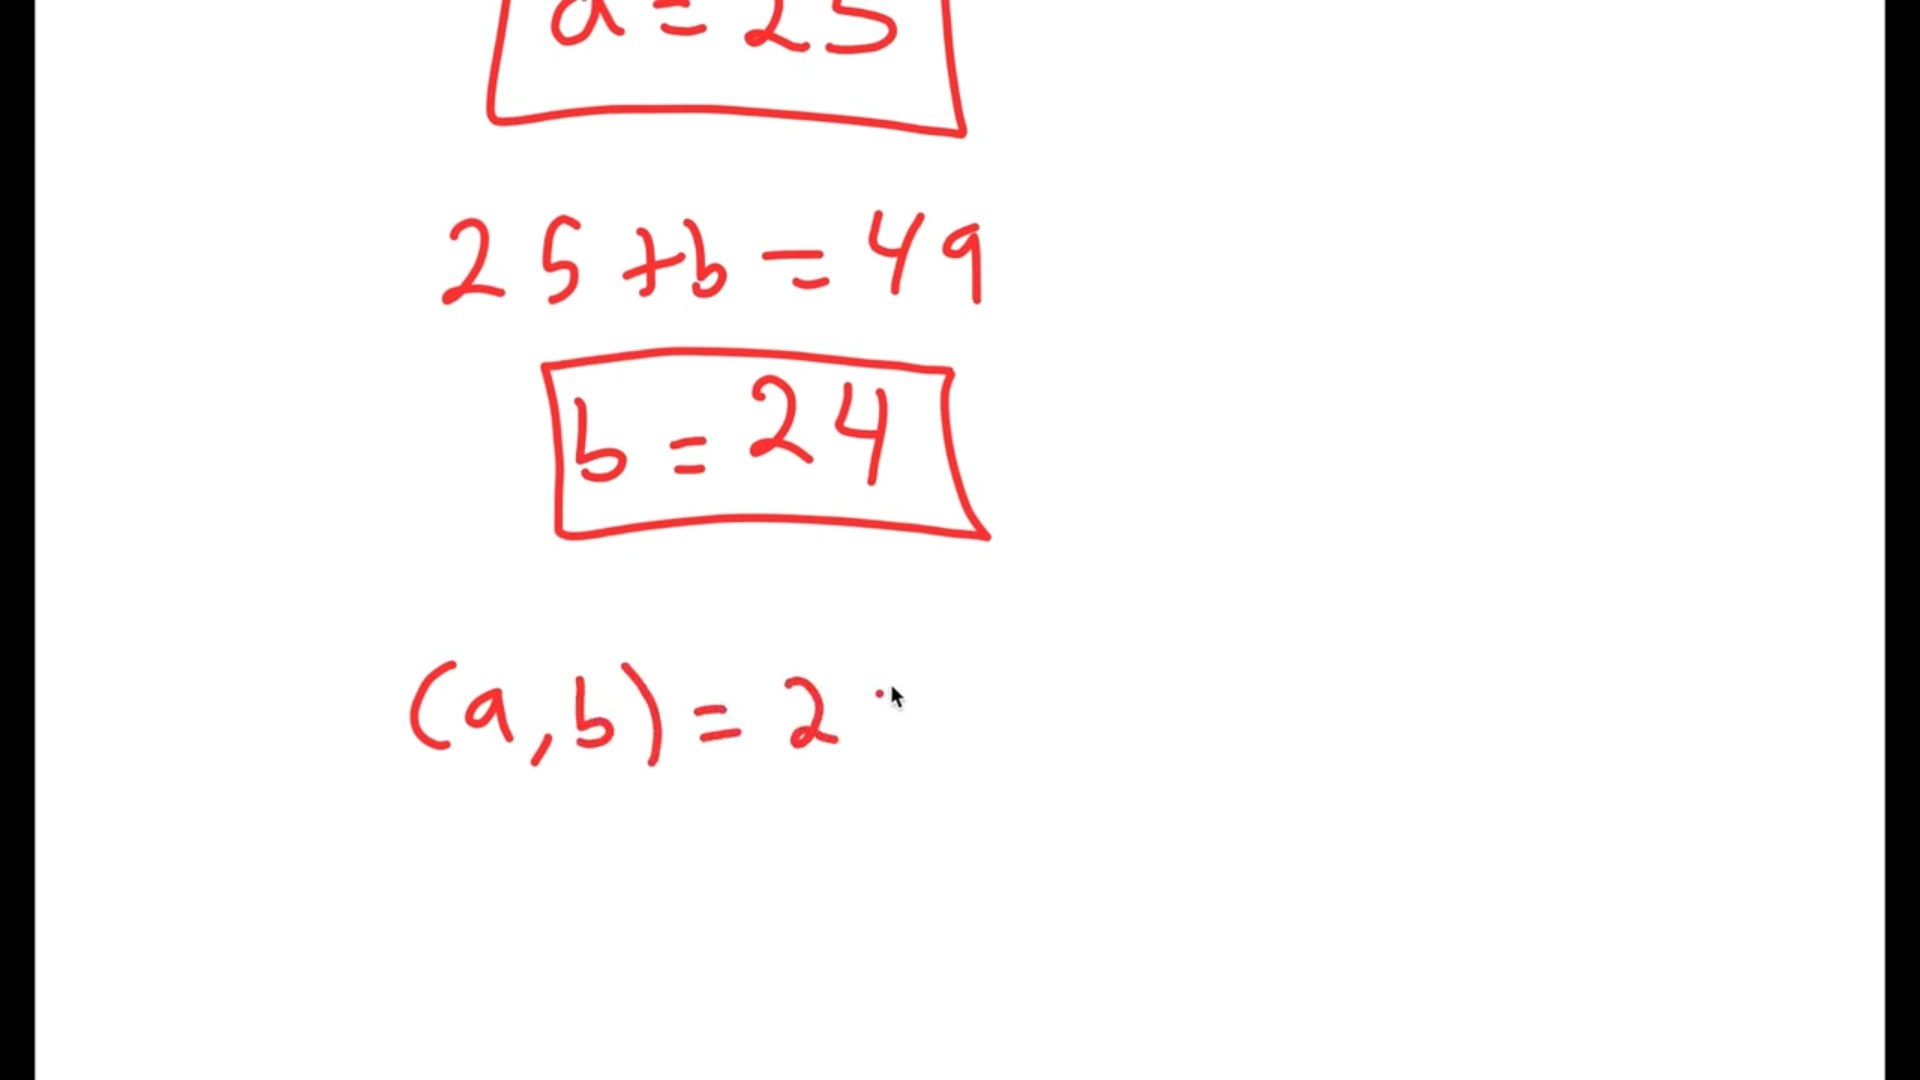 a = 25
25 + b = 49
b = 24
(a, b) = 2